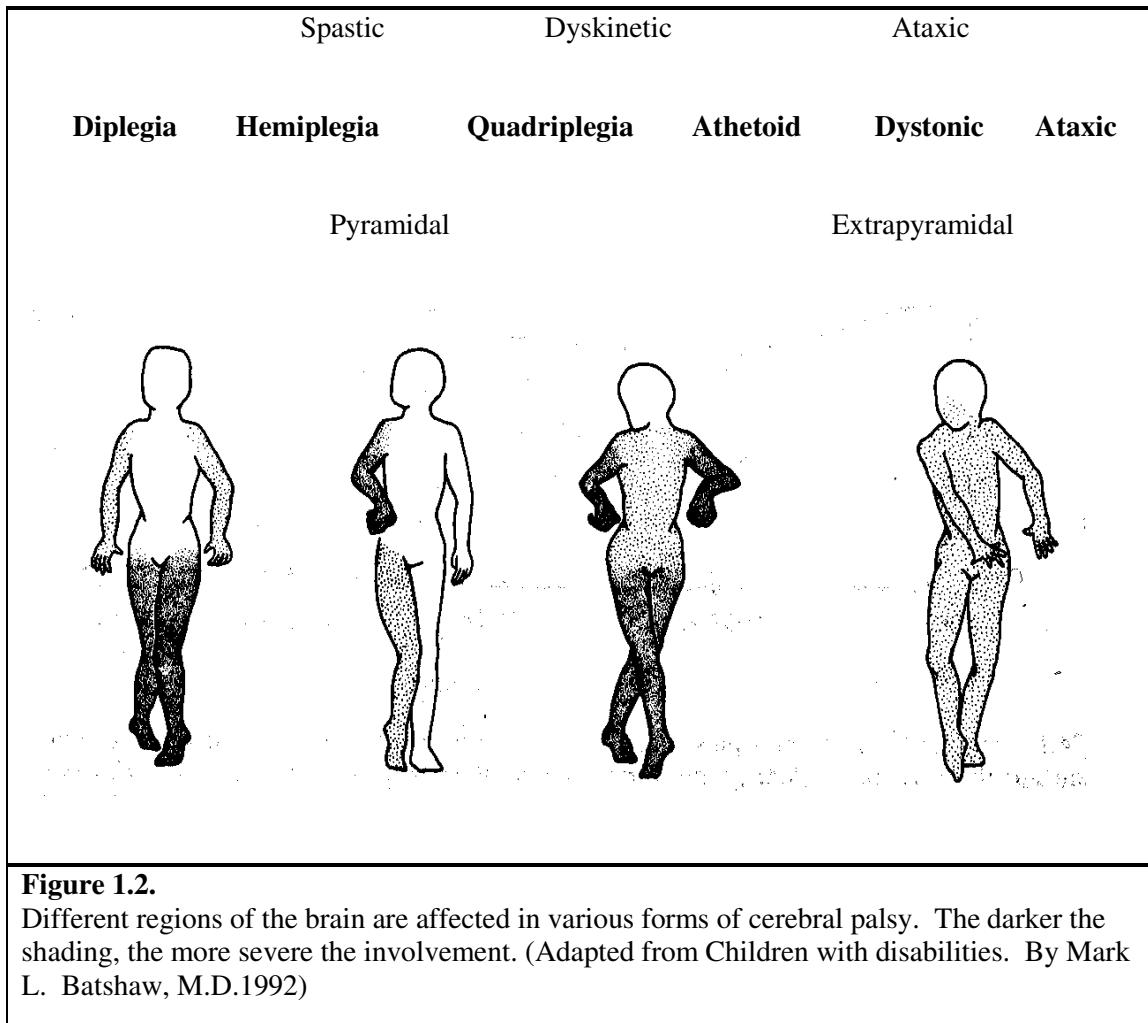 Spastic Dyskinetic Ataxic
Diplegia Hemiplegia Quadriplegia Athetoid Dystonic Ataxic
Pyramidal Extrapyramidal
Figure 1.2.
Different regions of the brain are affected in various forms of cerebral palsy. The darker the
shading, the more severe the involvement. (Adapted from Children with disabilities. By Mark
L. Batshaw, M.D.1992)